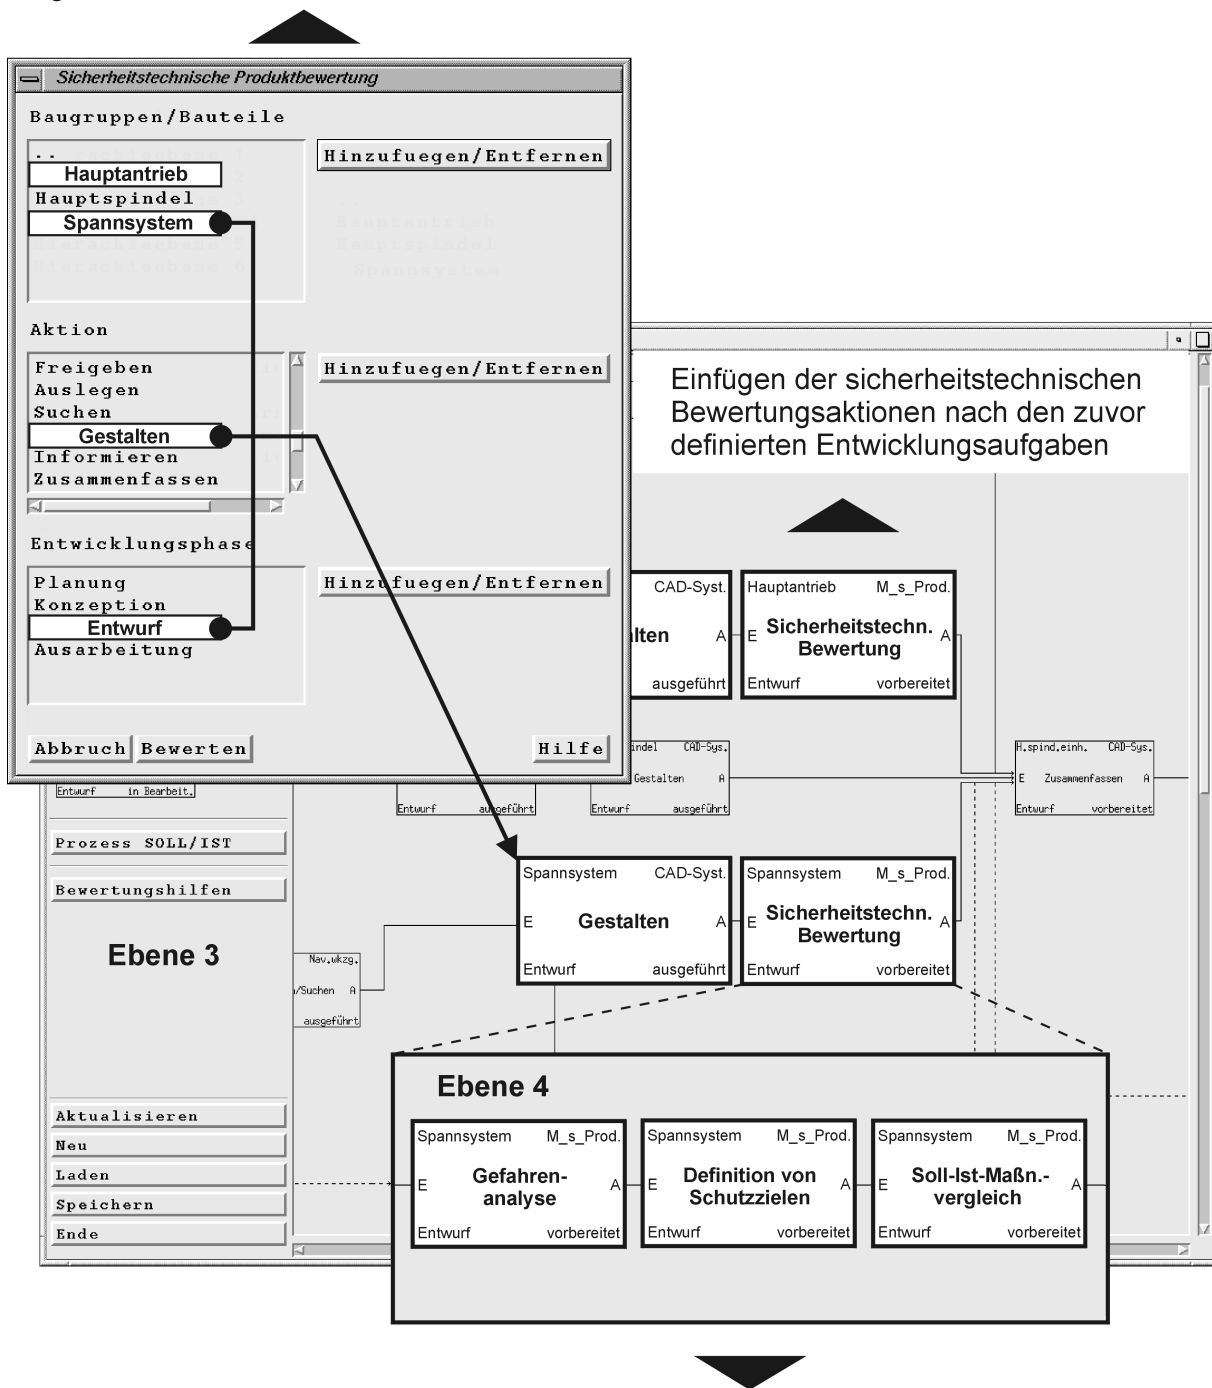 Sicherheitstechnische Produktbewertung
Baugruppen/Bauteile
..
Hinzufuegen/Entfernen
Hauptantrieb
Hauptspindel
Spannsystem
Hauptantrieb
Hauptspindel
Spannsystem
Aktion
Freigeben
Hinzufuegen/Entfernen
Auslegen
Suchen
Gestalten
Informieren
Zusammenfassen
Entwicklungsphase
Planung
Hinzufuegen/Entfernen
Konzeption
Entwurf
Ausarbeitung
Abbruch Bewerten Hilfe
Einfügen der sicherheitstechnischen
Bewertungsaktionen nach den zuvor
definierten Entwicklungsaufgaben
CAD-Syst.
lten A
ausgeführt
Hauptantrieb M_s_Prod.
E Sicherheitstechn. A
Bewertung
Entwurf vorbereitet
indel CAD-Sys.
Gestalten A
Entwurf ausgeführt
H.spind.einh. CAD-Sys.
E Zusammenfassen A
Entwurf vorbereitet
Entwurf in Bearbeit.
Entwurf ausgeführt
Prozess SOLL/IST
Bewertungshilfen
Ebene 3
Nav.wkzg.
/Suchen A
ausgeführt
Spannsystem CAD-Syst.
E Gestalten A
Entwurf ausgeführt
Spannsystem M_s_Prod.
E Sicherheitstechn. A
Bewertung
Entwurf vorbereitet
Aktualisieren
Neu
Laden
Speichern
Ende
Ebene 4
Spannsystem M_s_Prod.
E Gefahren- A
analyse
Entwurf vorbereitet
Spannsystem M_s_Prod.
E Definition von A
Schutzzielen
Entwurf vorbereitet
Spannsystem M_s_Prod.
E Soll-Ist-Maßn.- A
vergleich
Entwurf vorbereitet